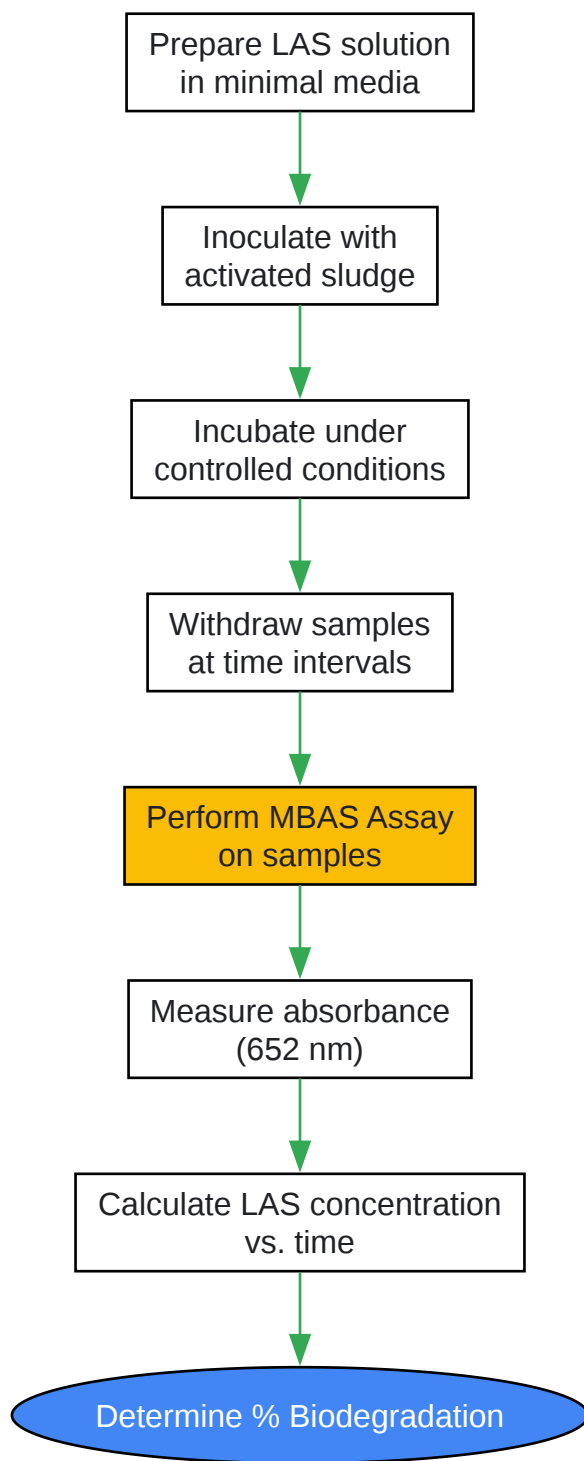 Prepare LAS solution
in minimal media
Inoculate with
activated sludge
Incubate under
controlled conditions
Withdraw samples
at time intervals
Perform MBAS Assay
on samples
Measure absorbance
(652 nm)
Calculate LAS concentration
vs. time
Determine % Biodegradation